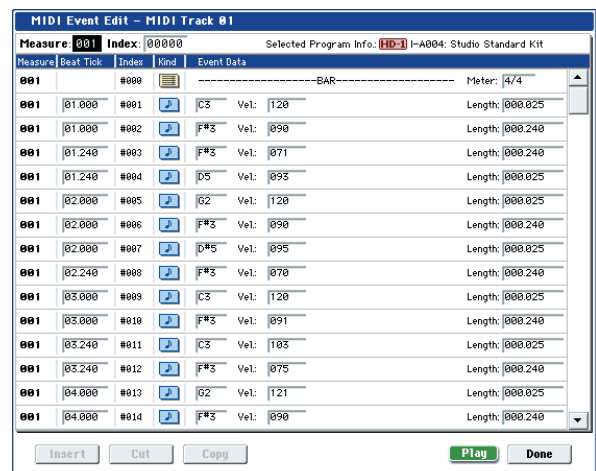 MIDI Event Edit – MIDI Track 01
Measure: 001 Index: 00000 Selected Program Info.: HD-1 I-A004: Studio Standard Kit
Measure Beat Tick Index Kind Event Data
001 #000 --------------------BAR-------------------- Meter: 4/4
001 01.000 #001 C3 Vel.: 120 Length: 000.025
001 01.000 #002 F#3 Vel.: 090 Length: 000.240
001 01.240 #003 F#3 Vel.: 071 Length: 000.240
001 01.240 #004 D5 Vel.: 093 Length: 000.240
001 02.000 #005 G2 Vel.: 120 Length: 000.025
001 02.000 #006 F#3 Vel.: 090 Length: 000.240
001 02.000 #007 D#5 Vel.: 095 Length: 000.240
001 02.240 #008 F#3 Vel.: 070 Length: 000.240
001 03.000 #009 C3 Vel.: 120 Length: 000.025
001 03.000 #010 F#3 Vel.: 091 Length: 000.240
001 03.240 #011 C3 Vel.: 103 Length: 000.025
001 03.240 #012 F#3 Vel.: 075 Length: 000.240
001 04.000 #013 G2 Vel.: 121 Length: 000.025
001 04.000 #014 F#3 Vel.: 090 Length: 000.240
Insert Cut Copy Play Done